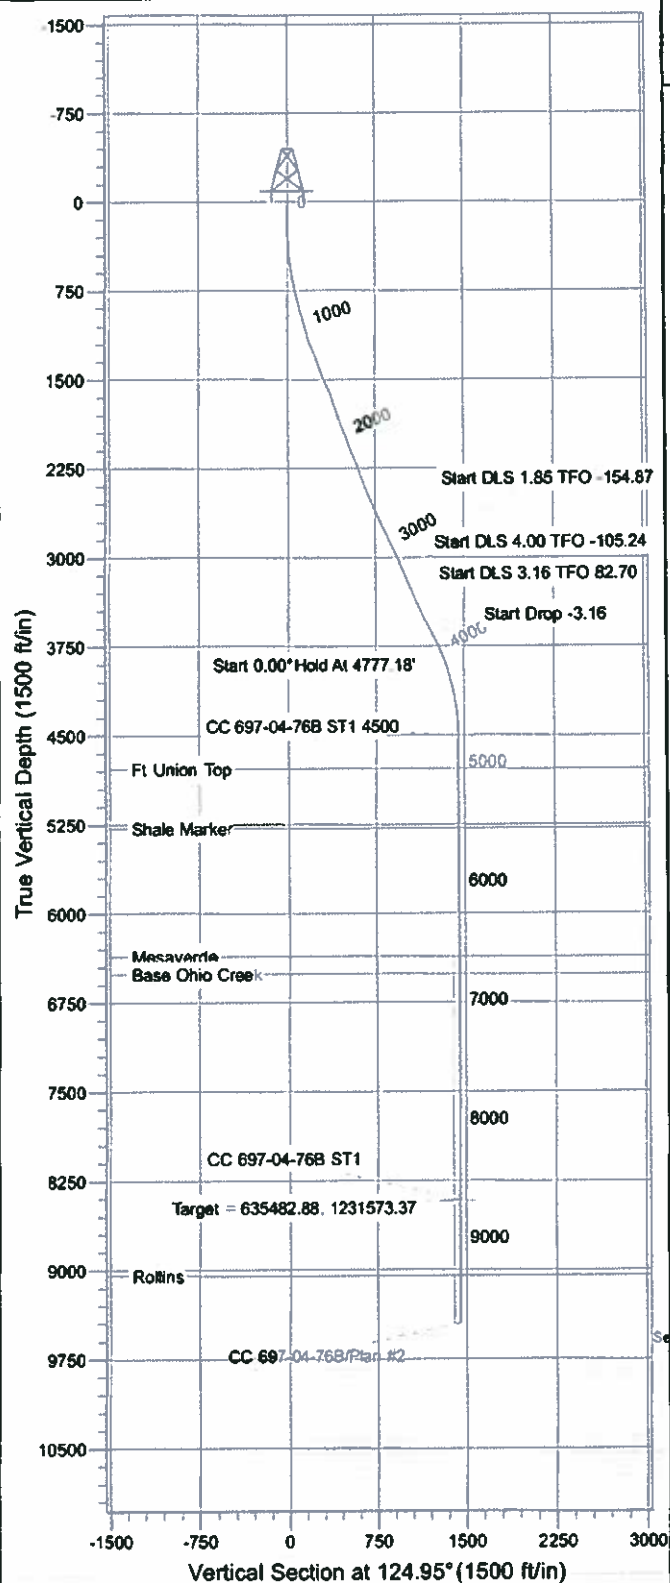 -1500
-750
0
0
750
1000
1500
2000
2250
Start DLS 1.85 TFO -154.87
3000
Start DLS 4.00 TFO -105.24
3000
Start DLS 3.16 TFO 82.70
Start Drop -3.16
4000
3750
Start 0.00° Hold At 4777.18'
CC 697-04-76B ST1 4500
4500
5000
Ft Union Top
5250
Shale Marker
6000
6000
Mesaverde
Base Ohio Creek
6750
7000
7500
8000
CC 697-04-76B ST1
8250
Target = 635482.88, 1231573.37
9000
9000
Rollins
CC 697-04-76B/Plan #2
9750
10500
True Vertical Depth (1500 ft/in)
-1500 -750 0 750 1500 2250 3000
Vertical Section at 124.95° (1500 ft/in)